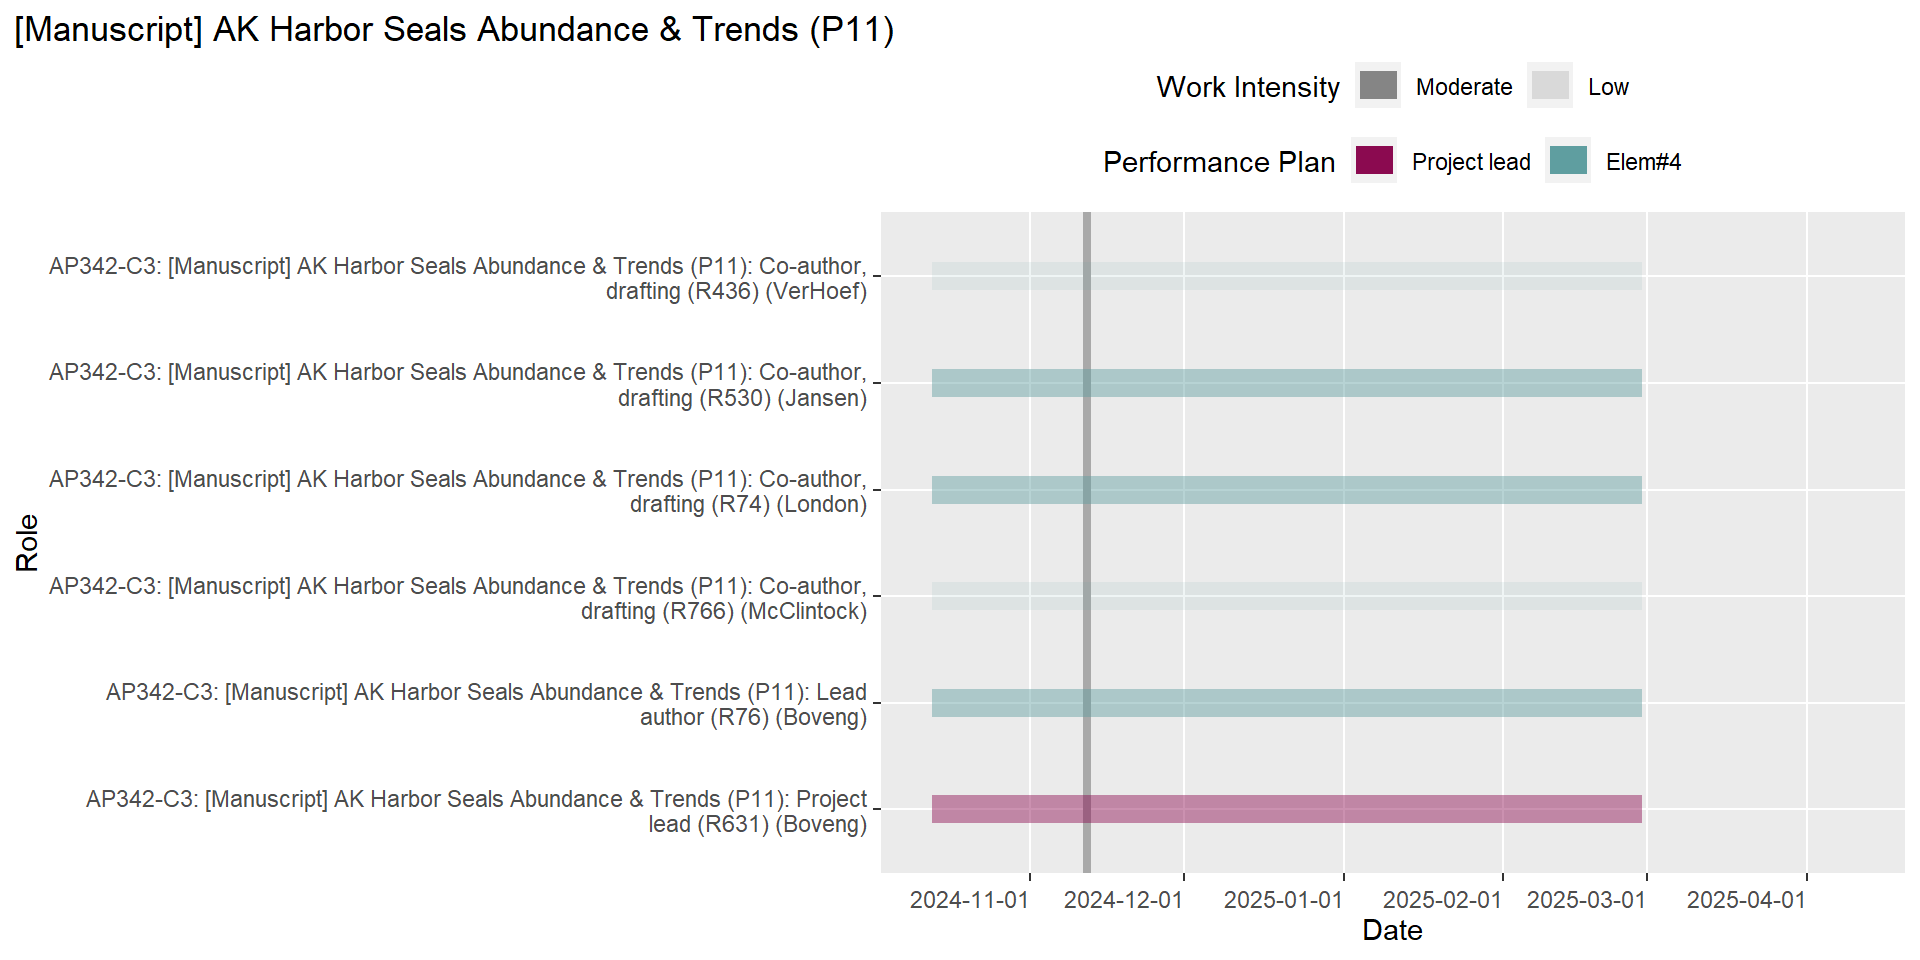 [Manuscript] AK Harbor Seals Abundance & Trends (P11)
Work Intensity Moderate Low
Performance Plan Project lead Elem#4
AP342-C3: [Manuscript] AK Harbor Seals Abundance & Trends (P11): Co-author,
drafting (R436) (VerHoef)
AP342-C3: [Manuscript] AK Harbor Seals Abundance & Trends (P11): Co-author,
drafting (R530) (Jansen)
AP342-C3: [Manuscript] AK Harbor Seals Abundance & Trends (P11): Co-author,
drafting (R74) (London)
AP342-C3: [Manuscript] AK Harbor Seals Abundance & Trends (P11): Co-author,
drafting (R766) (McClintock)
AP342-C3: [Manuscript] AK Harbor Seals Abundance & Trends (P11): Lead
author (R76) (Boveng)
AP342-C3: [Manuscript] AK Harbor Seals Abundance & Trends (P11): Project
lead (R631) (Boveng)
Role
2024-11-01 2024-12-01 2025-01-01 2025-02-01 2025-03-01 2025-04-01
Date